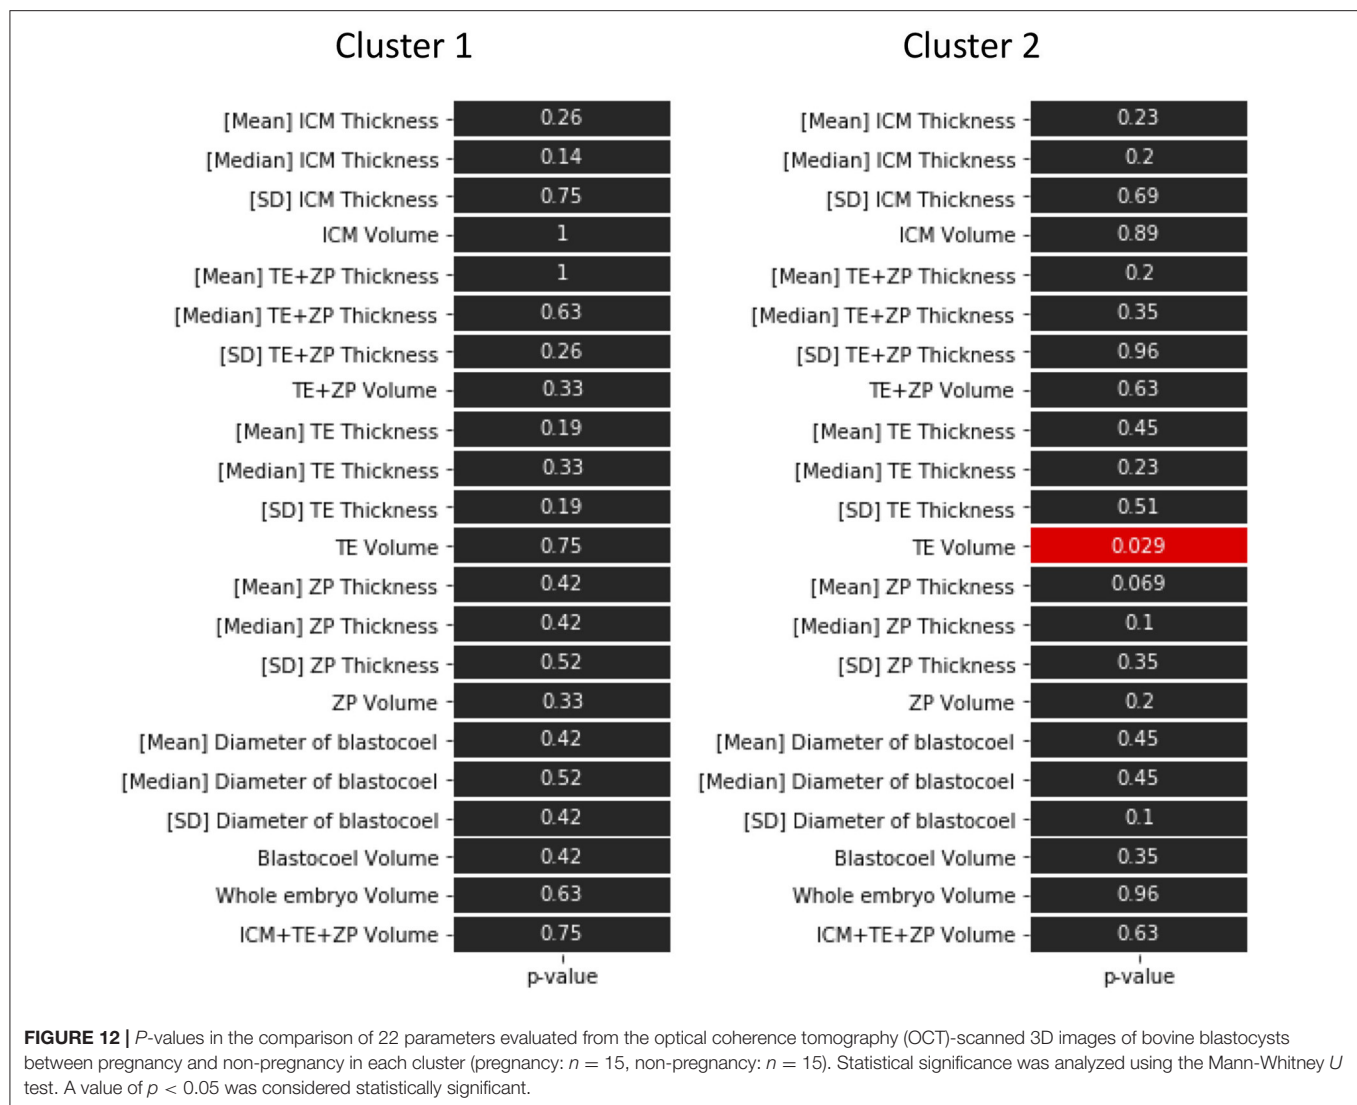 Cluster 1
[Mean] ICM Thickness - 0.26
[Median] ICM Thickness - 0.14
[SD] ICM Thickness - 0.75
ICM Volume - 1
[Mean] TE+ZP Thickness - 1
[Median] TE+ZP Thickness - 0.63
[SD] TE+ZP Thickness - 0.26
TE+ZP Volume - 0.33
[Mean] TE Thickness - 0.19
[Median] TE Thickness - 0.33
[SD] TE Thickness - 0.19
TE Volume - 0.75
[Mean] ZP Thickness - 0.42
[Median] ZP Thickness - 0.42
[SD] ZP Thickness - 0.52
ZP Volume - 0.33
[Mean] Diameter of blastocoel - 0.42
[Median] Diameter of blastocoel - 0.52
[SD] Diameter of blastocoel - 0.42
Blastocoel Volume - 0.42
Whole embryo Volume - 0.63
ICM+TE+ZP Volume - 0.75
p-value
Cluster 2
[Mean] ICM Thickness - 0.23
[Median] ICM Thickness - 0.2
[SD] ICM Thickness - 0.69
ICM Volume - 0.89
[Mean] TE+ZP Thickness - 0.2
[Median] TE+ZP Thickness - 0.35
[SD] TE+ZP Thickness - 0.96
TE+ZP Volume - 0.63
[Mean] TE Thickness - 0.45
[Median] TE Thickness - 0.23
[SD] TE Thickness - 0.51
TE Volume - 0.029
[Mean] ZP Thickness - 0.069
[Median] ZP Thickness - 0.1
[SD] ZP Thickness - 0.35
ZP Volume - 0.2
[Mean] Diameter of blastocoel - 0.45
[Median] Diameter of blastocoel - 0.45
[SD] Diameter of blastocoel - 0.1
Blastocoel Volume - 0.35
Whole embryo Volume - 0.96
ICM+TE+ZP Volume - 0.63
p-value
FIGURE 12 | P-values in the comparison of 22 parameters evaluated from the optical coherence tomography (OCT)-scanned 3D images of bovine blastocysts
between pregnancy and non-pregnancy in each cluster (pregnancy: n = 15, non-pregnancy: n = 15). Statistical significance was analyzed using the Mann-Whitney U
test. A value of p < 0.05 was considered statistically significant.